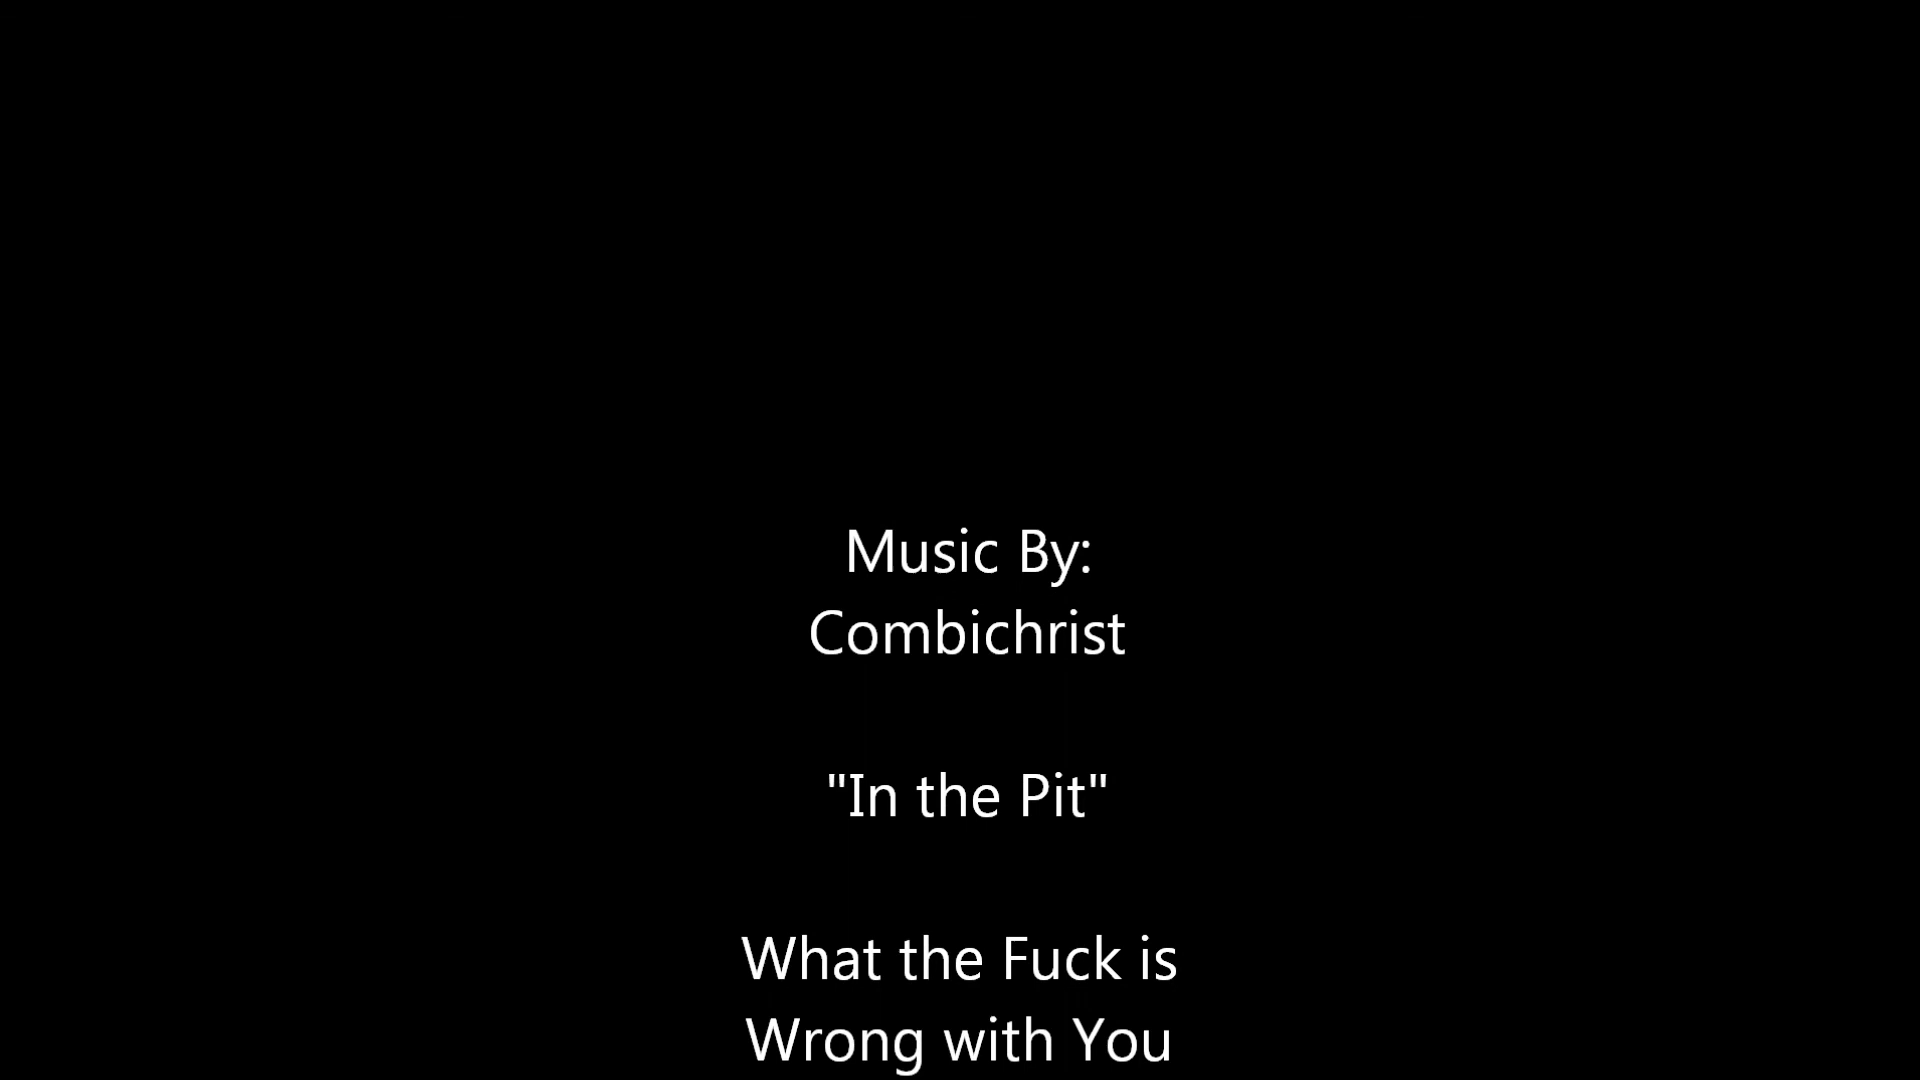 Music By:
Combichrist
"In the Pit"
What the Fuck is
Wrong with You